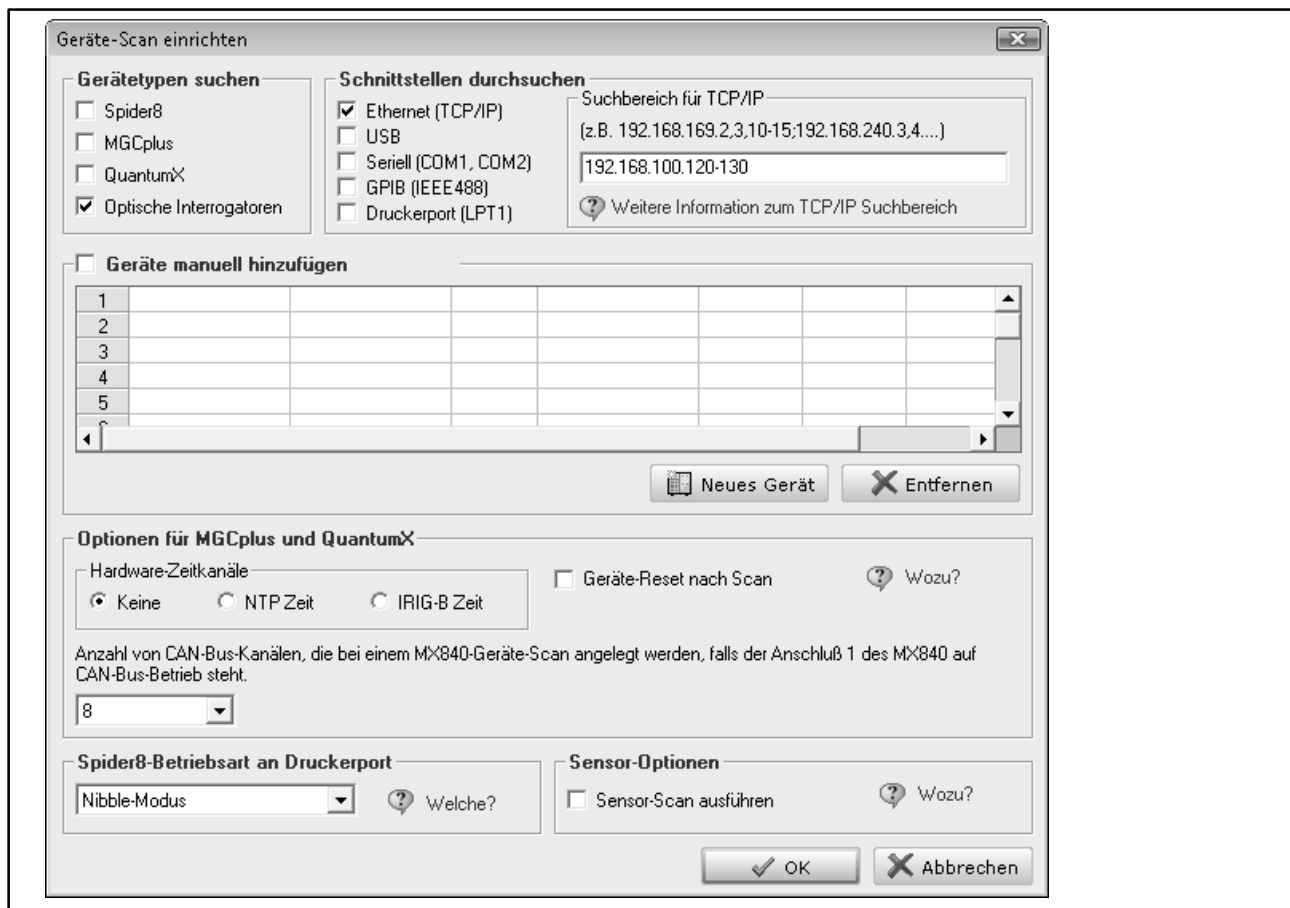 Geräte-Scan einrichten
Gerätetypen suchen
Spider8
MGCplus
QuantumX
Optische Interrogatoren
Schnittstellen durchsuchen
Ethernet (TCP/IP)
USB
Seriell (COM1, COM2)
GPIB (IEEE488)
Druckerport (LPT1)
Suchbereich für TCP/IP
(z.B. 192.168.169.2,3,10-15;192.168.240.3,4....)
192.168.100.120-130
Weitere Information zum TCP/IP Suchbereich
Geräte manuell hinzufügen
1
2
3
4
5
Neues Gerät
Entfernen
Optionen für MGCplus und QuantumX
Hardware-Zeitkanäle
Keine
NTP Zeit
IRIG-B Zeit
Geräte-Reset nach Scan
Wozu?
Anzahl von CAN-Bus-Kanälen, die bei einem MX840-Geräte-Scan angelegt werden, falls der Anschluß 1 des MX840 auf
CAN-Bus-Betrieb steht.
8
Spider8-Betriebsart an Druckerport
Nibble-Modus
Welche?
Sensor-Optionen
Sensor-Scan ausführen
Wozu?
OK
Abbrechen